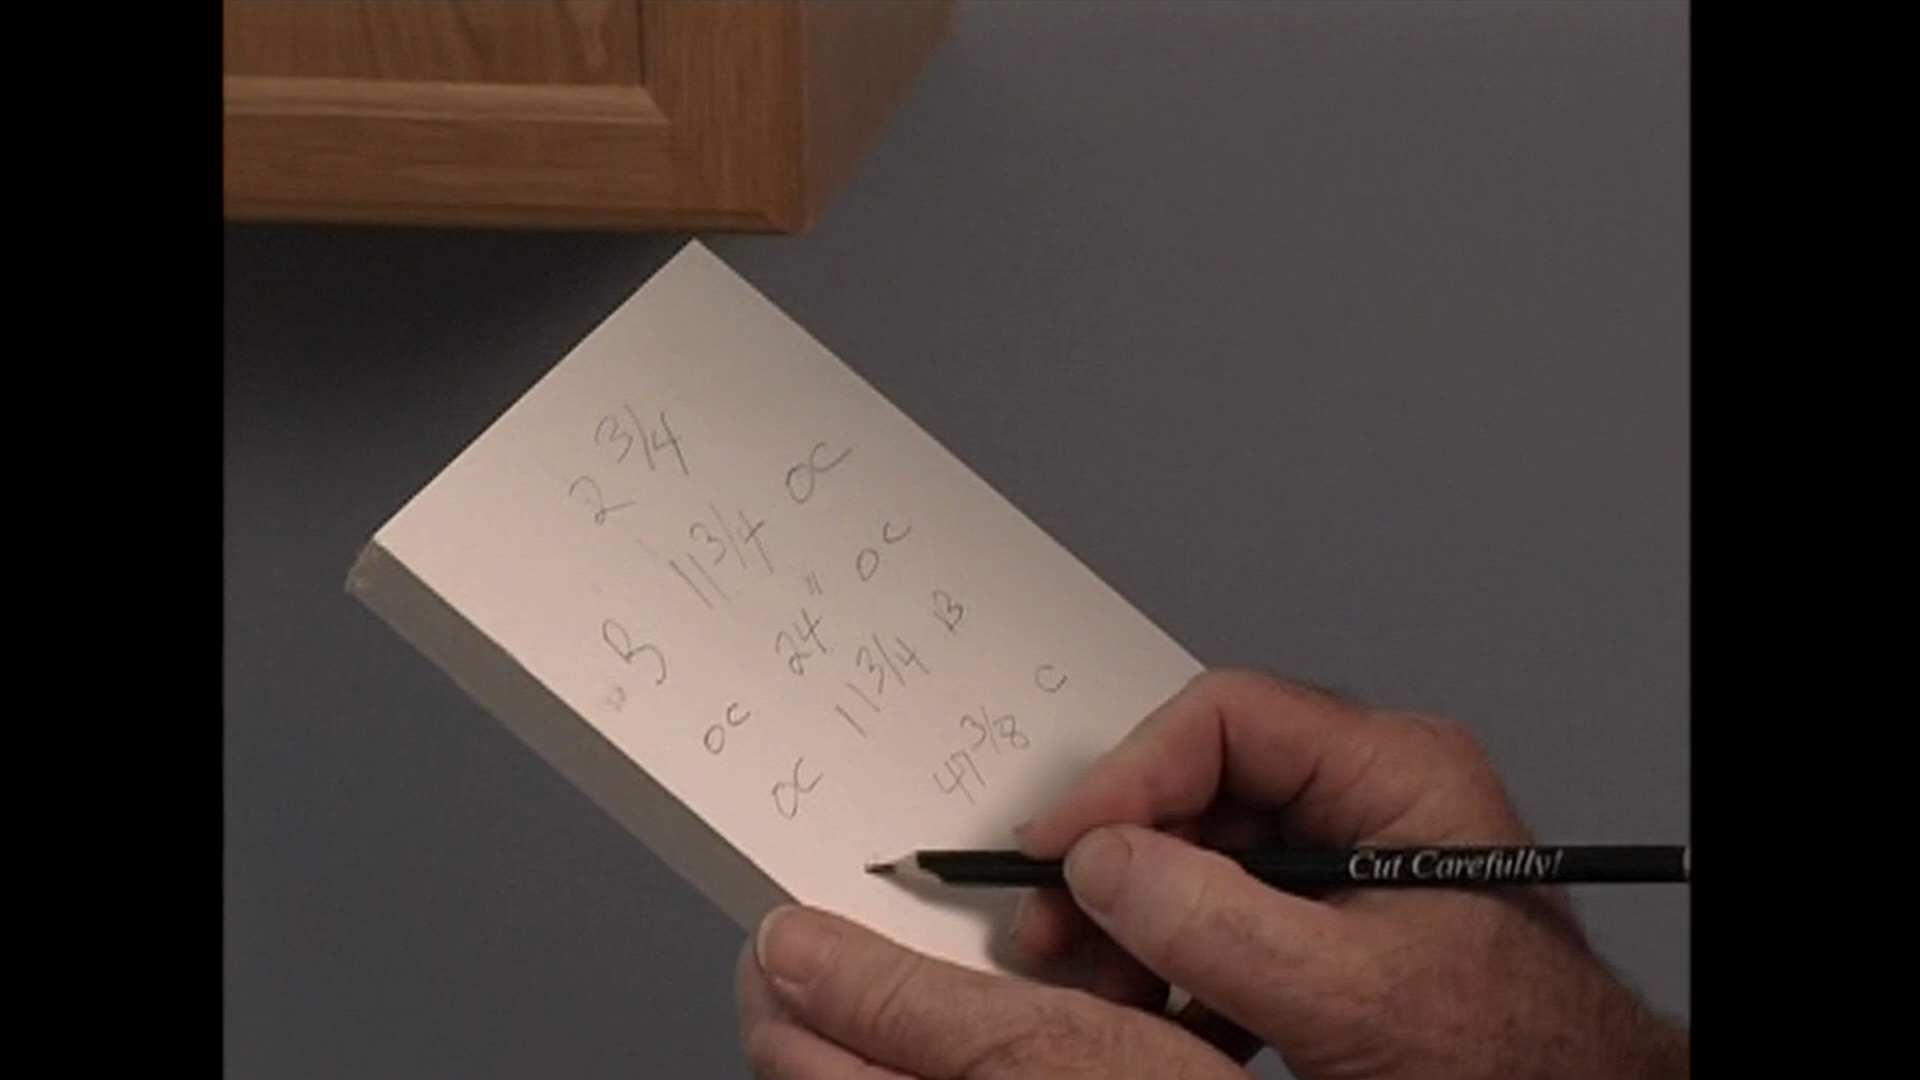 2 3/4
B 11 3/4 OC
OC 24" OC
OC 11 3/4 B
47 3/8 C
Cut Carefully!